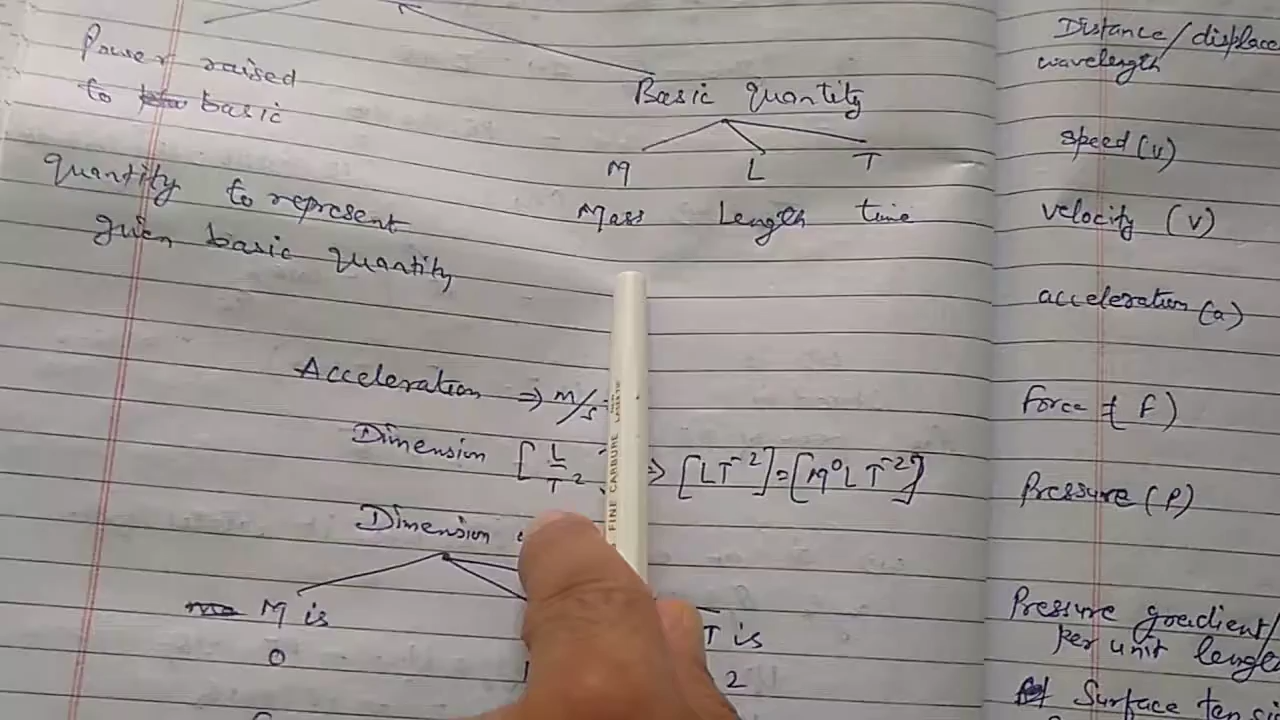 Power raised
to basic
quantity to represent
given basic quantity
Basic quantity
M L T
Mass Length time
Acceleration ⇒ m/s
Dimension [L/T2 ⇒ [LT⁻²] = [M⁰LT⁻²]
Dimension
M is
0
T is
2
FINE CARBURE
Distance/displace
wavelength
speed (v)
velocity (v)
acceleration (a)
force (F)
Pressure (P)
Pressure gradient/
per unit length
Surface tensi